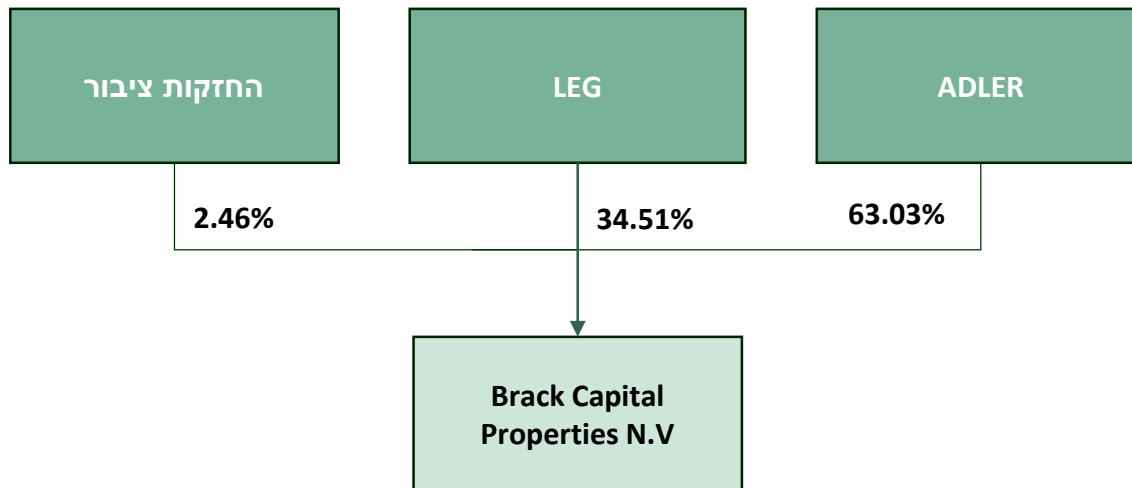 החזקות ציבור
LEG
ADLER
2.46%
34.51%
63.03%
Brack Capital
Properties N.V